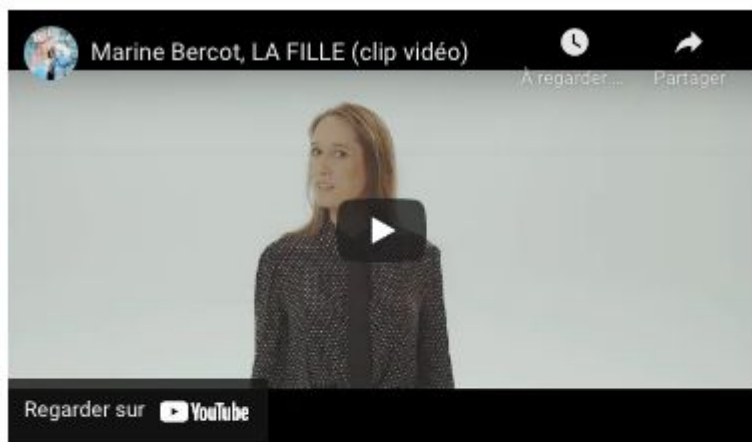 Marine Bercot, LA FILLE (clip vidéo)
À regarder ...
Partager
Regarder sur YouTube